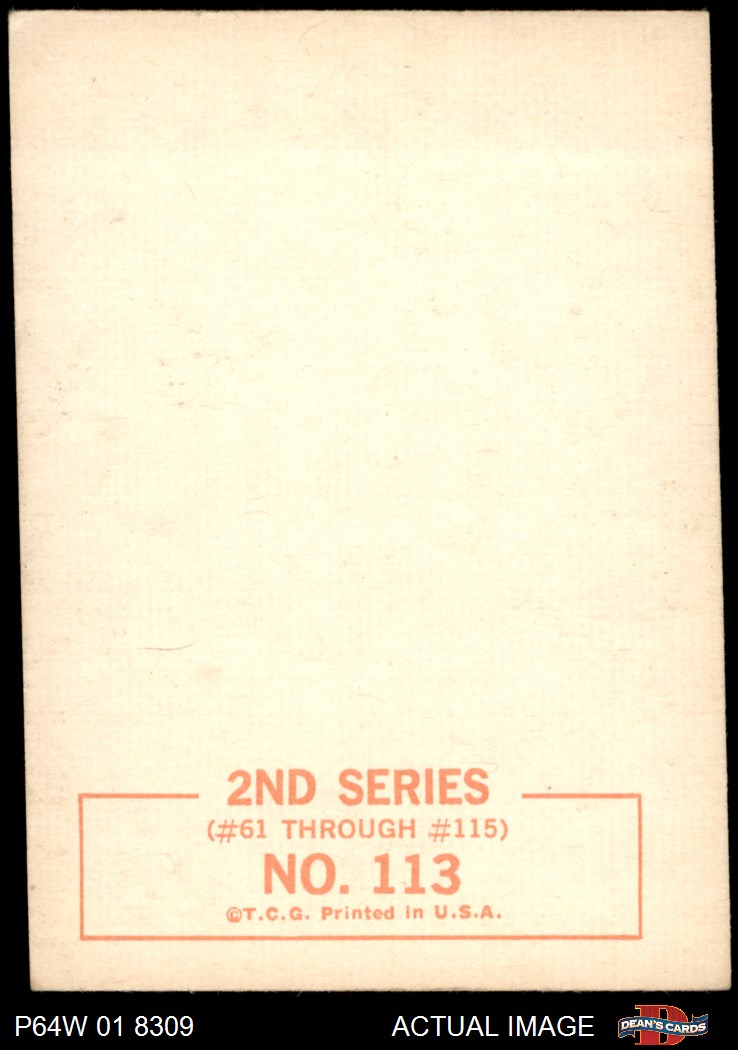 2ND SERIES
(#61 THROUGH #115)
NO. 113
©T.C.G. Printed in U.S.A.
P64W 01 8309
ACTUAL IMAGE
DEAN'S CARDS